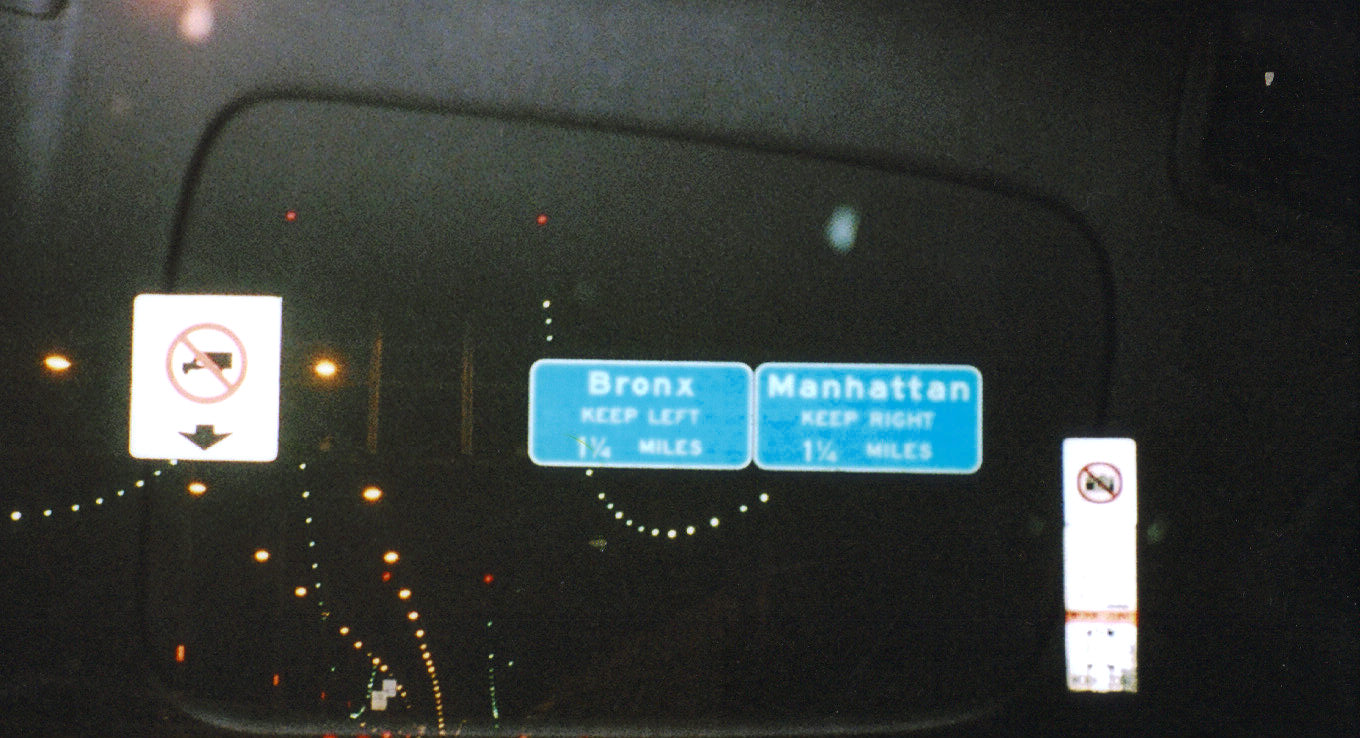 Bronx
KEEP LEFT
1¼ MILES
Manhattan
KEEP RIGHT
1¼ MILES